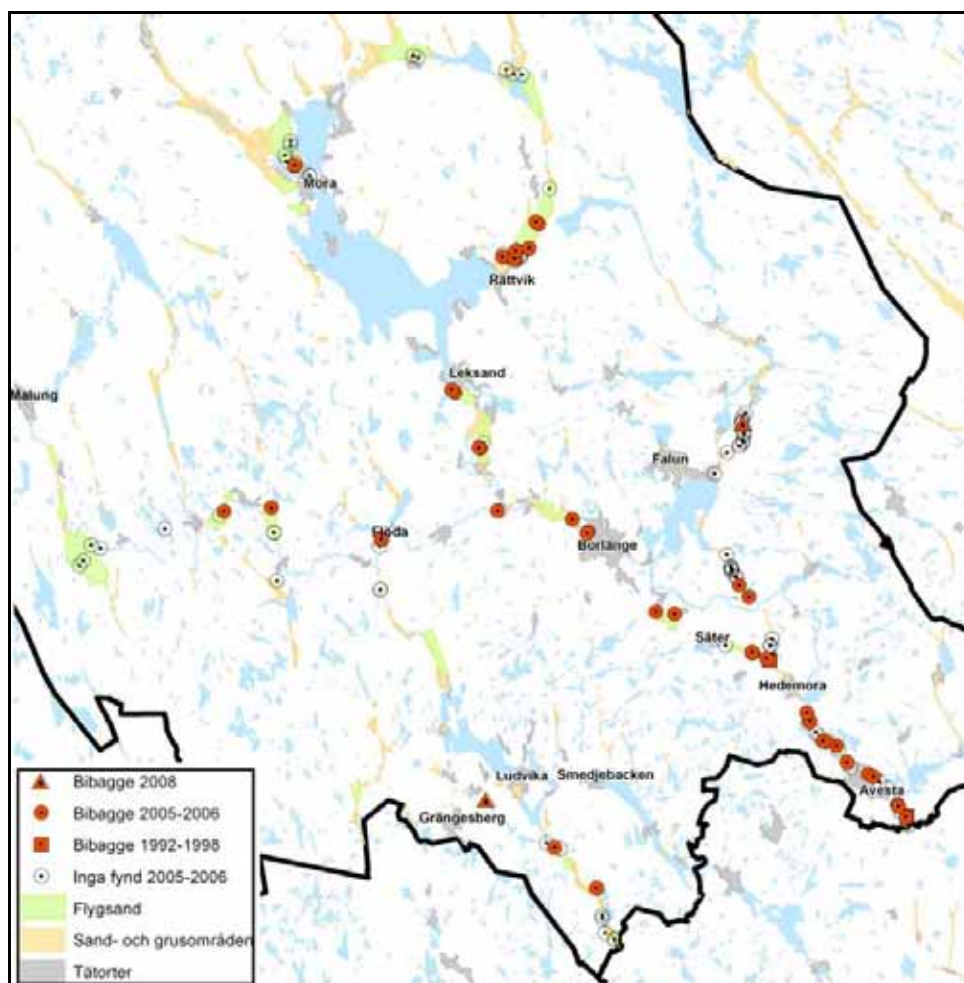 Mora
Rättvik
Leksand
Malung
Falun
Floda
Borlänge
Säter
Hedemora
Ludvika
Smedjebacken
Avesta
Grängesberg
Bibagge 2008
Bibagge 2005-2006
Bibagge 1992-1998
Inga fynd 2005-2006
Flygsand
Sand- och grusområden
Tätorter